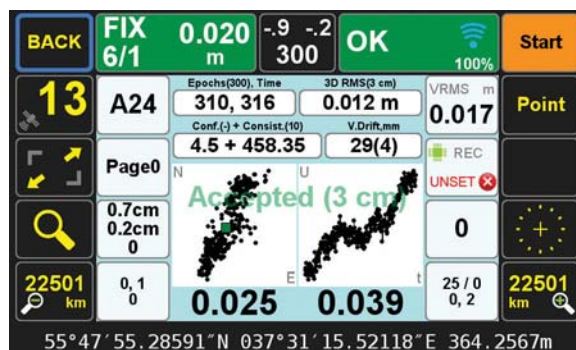 BACK
FIX 0.020
6/1 m
-.9 -.2
300
OK
100%
Start
13
A24
Epochs(300), Time
310, 316
3D RMS(3 cm)
0.012 m
VRMS m
0.017
Point
Conf.(-) + Consist.(10)
4.5 + 458.35
V.Drift,mm
29(4)
Page0
REC
UNSET
N
U
Accepted (3 cm)
E
t
0.7cm
0.2cm
0
0
22501
km
0, 1
0
0.025
0.039
25 / 0
0, 2
22501
km
55°47′55.28591″N 037°31′15.52118″E 364.2567m